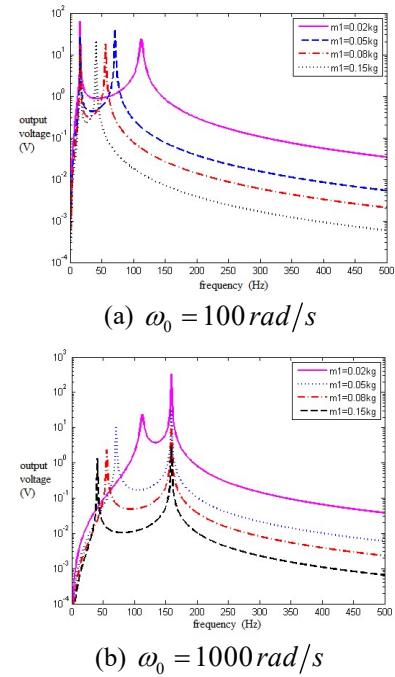 (a)
10^2
10^1
10^0
10^-1
10^-2
10^-3
10^-4
output
voltage
(V)
m1=0.02kg
m1=0.05kg
m1=0.08kg
m1=0.15kg
0 50 100 150 200 250 300 350 400 450 500
frequency (Hz)
(a) ω₀ = 100 rad/s
10^3
10^2
10^1
10^0
10^-1
10^-2
10^-3
10^-4
output
voltage
(V)
m1=0.02kg
m1=0.05kg
m1=0.08kg
m1=0.15kg
0 50 100 150 200 250 300 350 400 450 500
frequency (Hz)
(b) ω₀ = 1000 rad/s